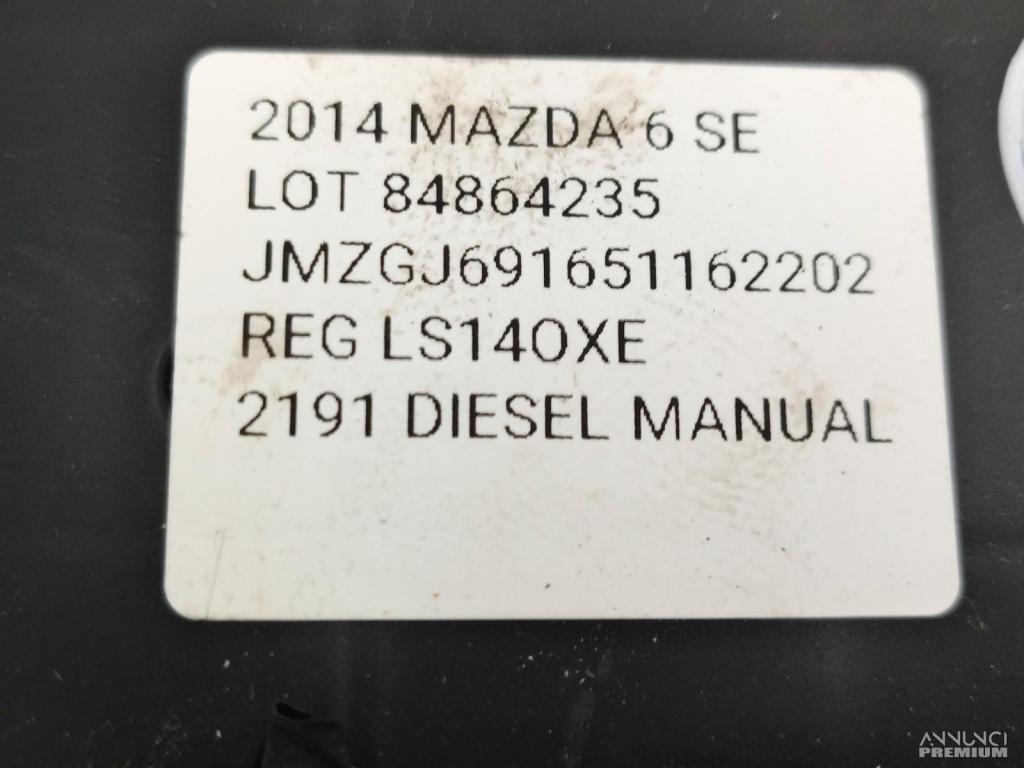 2014 MAZDA 6 SE
LOT 84864235
JMZGJ691651162202
REG LS14OXE
2191 DIESEL MANUAL
ANNUNCI
PREMIUM